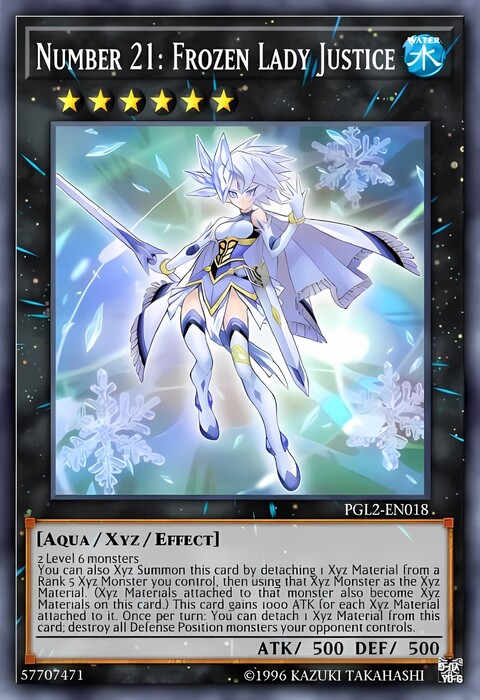 NUMBER 21: FROZEN LADY JUSTICE
WATER
水
PGL2-EN018
[AQUA / XYZ / EFFECT]
2 Level 6 monsters
You can also Xyz Summon this card by detaching 1 Xyz Material from a
Rank 5 Xyz Monster you control, then using that Xyz Monster as the Xyz
Material. (Xyz Materials attached to that monster also become Xyz
Materials on this card.) This card gains 1000 ATK for each Xyz Material
attached to it. Once per turn: You can detach 1 Xyz Material from
this card; destroy all Defense Position monsters your opponent controls.
ATK/ 500 DEF/ 500
57707471
©1996 KAZUKI TAKAHASHI